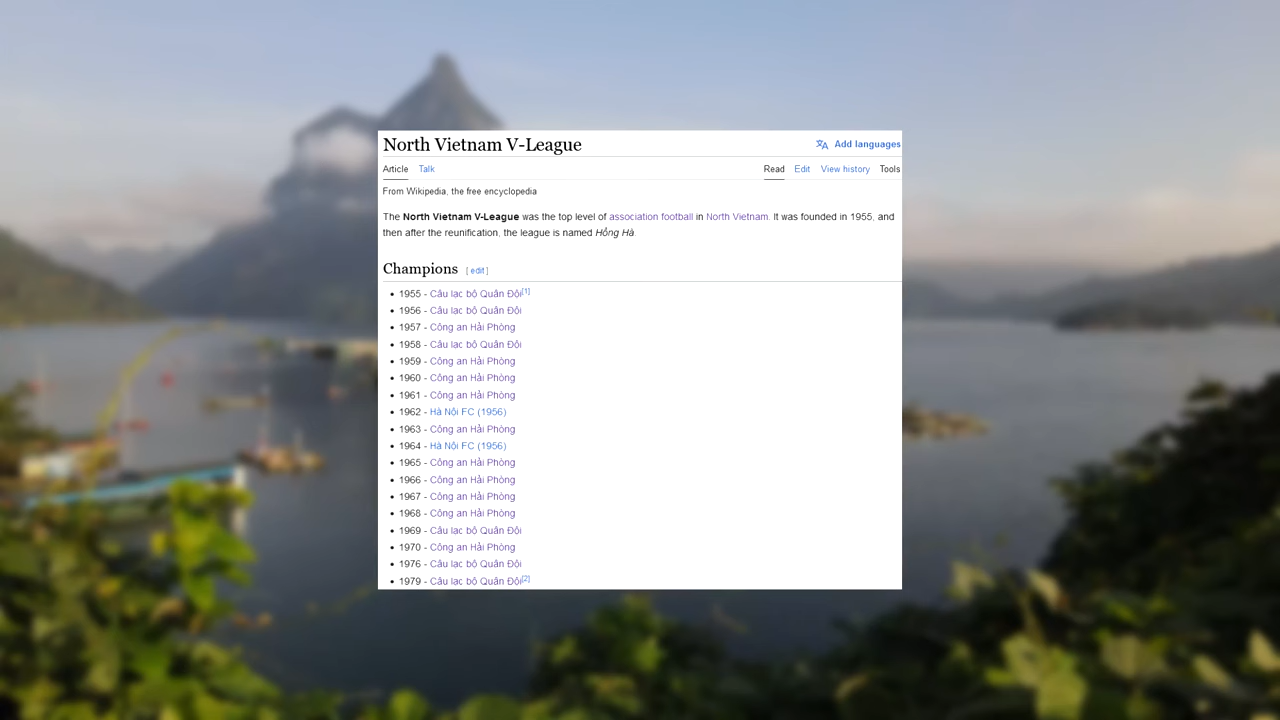 North Vietnam V-League
Add languages
Article Talk Read Edit View history Tools
From Wikipedia, the free encyclopedia
The North Vietnam V-League was the top level of association football in North Vietnam. It was founded in 1955, and
then after the reunification, the league is named Hồng Hà.
Champions [ edit ]
• 1955 - Câu lạc bộ Quân Đội[1]
• 1956 - Câu lạc bộ Quân Đội
• 1957 - Công an Hải Phòng
• 1958 - Câu lạc bộ Quân Đội
• 1959 - Công an Hải Phòng
• 1960 - Công an Hải Phòng
• 1961 - Công an Hải Phòng
• 1962 - Hà Nội FC (1956)
• 1963 - Công an Hải Phòng
• 1964 - Hà Nội FC (1956)
• 1965 - Công an Hải Phòng
• 1966 - Công an Hải Phòng
• 1967 - Công an Hải Phòng
• 1968 - Công an Hải Phòng
• 1969 - Câu lạc bộ Quân Đội
• 1970 - Công an Hải Phòng
• 1976 - Câu lạc bộ Quân Đội
• 1979 - Câu lạc bộ Quân Đội[2]